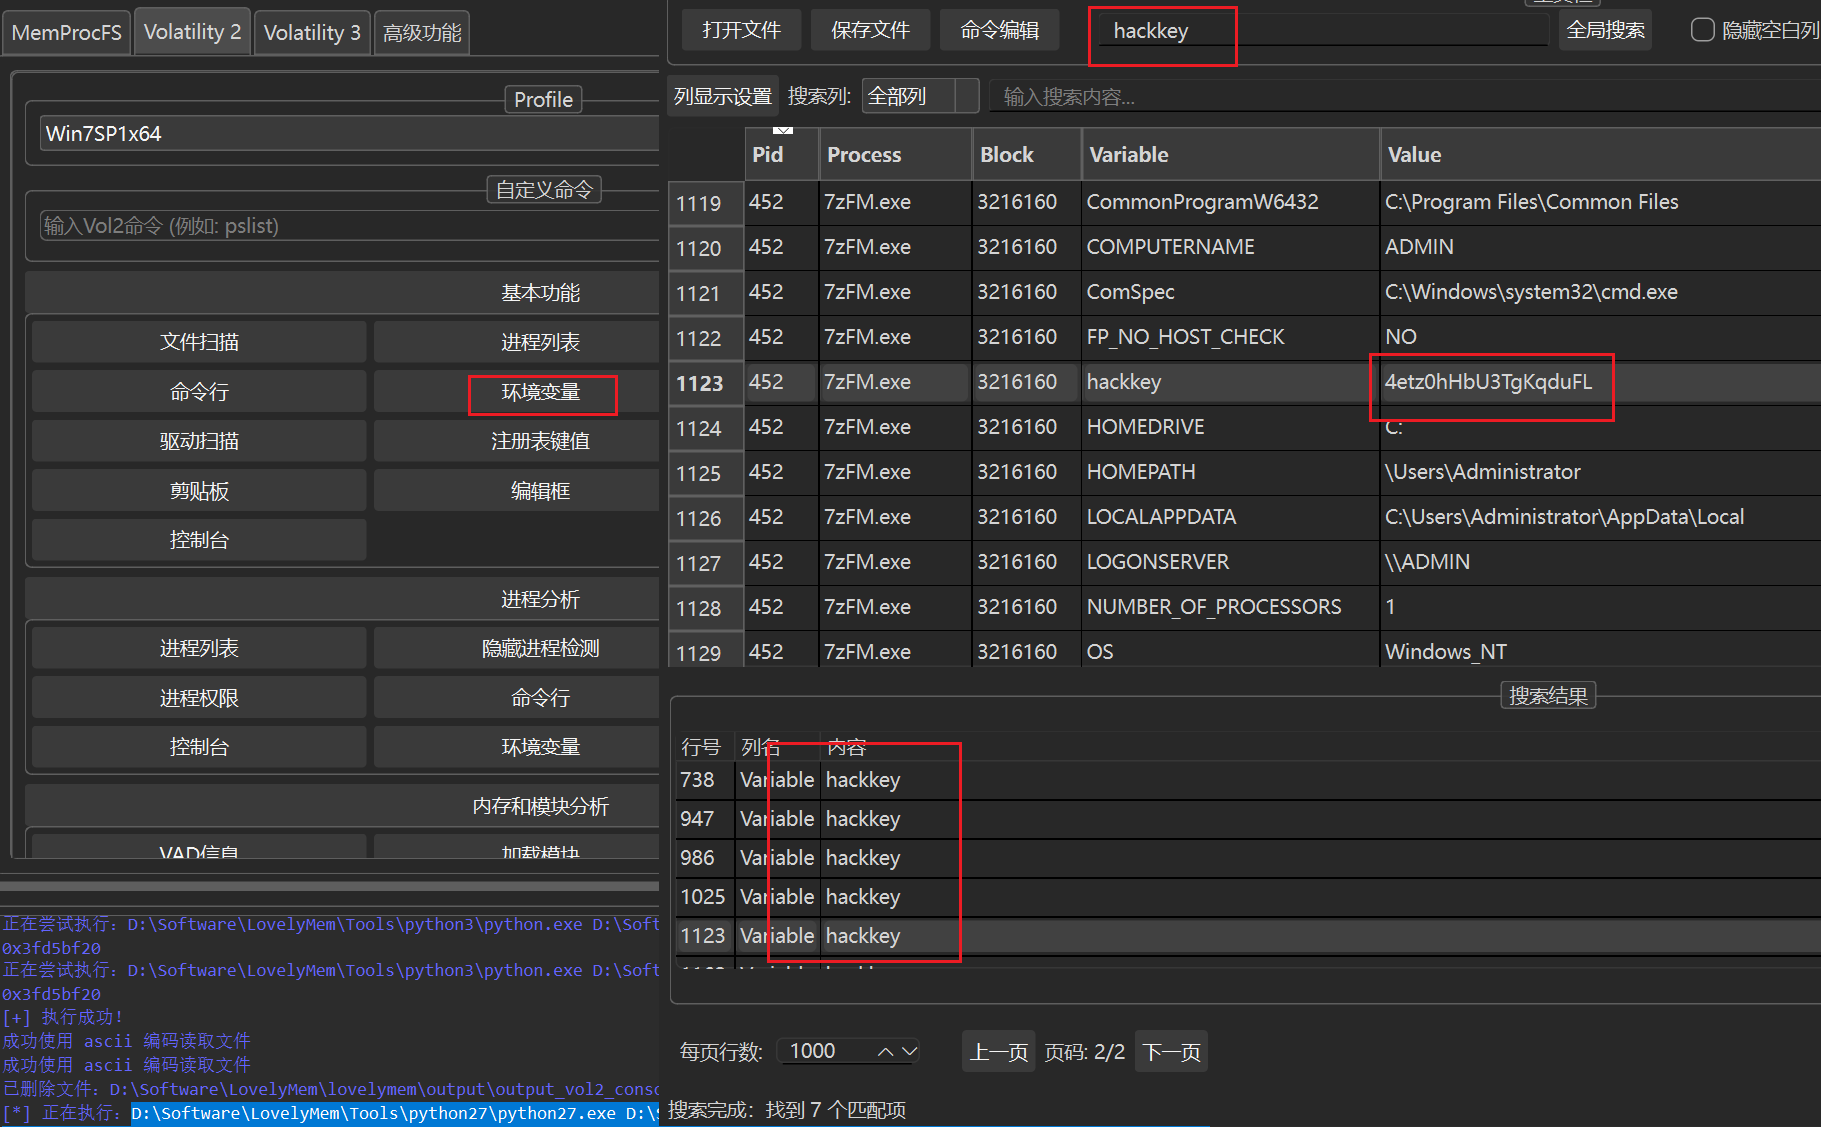 MemProcFS
Volatility 2
Volatility 3
高级功能
Profile
Win7SP1x64
自定义命令
输入Vol2命令 (例如: pslist)
基本功能
文件扫描
进程列表
命令行
环境变量
驱动扫描
注册表键值
剪贴板
编辑框
控制台
进程分析
进程列表
隐藏进程检测
进程权限
命令行
控制台
环境变量
内存和模块分析
VAD信息
加载模块
正在尝试执行: D:\Software\LovelyMem\Tools\python3\python.exe D:\Soft
0x3fd5bf20
正在尝试执行: D:\Software\LovelyMem\Tools\python3\python.exe D:\Soft
0x3fd5bf20
[+] 执行成功!
成功使用 ascii 编码读取文件
成功使用 ascii 编码读取文件
已删除文件: D:\Software\LovelyMem\lovelymem\output\output_vol2_consc
[*] 正在执行: D:\Software\LovelyMem\Tools\python27\python27.exe D:\S
打开文件
保存文件
命令编辑
hackkey
全局搜索
隐藏空白列
列显示设置
搜索列:
全部列
输入搜索内容...
Pid Process Block Variable Value
1119 452 7zFM.exe 3216160 CommonProgramW6432 C:\Program Files\Common Files
1120 452 7zFM.exe 3216160 COMPUTERNAME ADMIN
1121 452 7zFM.exe 3216160 ComSpec C:\Windows\system32\cmd.exe
1122 452 7zFM.exe 3216160 FP_NO_HOST_CHECK NO
1123 452 7zFM.exe 3216160 hackkey 4etz0hHbU3TgKqduFL
1124 452 7zFM.exe 3216160 HOMEDRIVE C:
1125 452 7zFM.exe 3216160 HOMEPATH \Users\Administrator
1126 452 7zFM.exe 3216160 LOCALAPPDATA C:\Users\Administrator\AppData\Local
1127 452 7zFM.exe 3216160 LOGONSERVER \\ADMIN
1128 452 7zFM.exe 3216160 NUMBER_OF_PROCESSORS 1
1129 452 7zFM.exe 3216160 OS Windows_NT
搜索结果
行号 列名 内容
738 Variable hackkey
947 Variable hackkey
986 Variable hackkey
1025 Variable hackkey
1123 Variable hackkey
每页行数: 1000
上一页
页码: 2/2
下一页
搜索完成: 找到 7 个匹配项